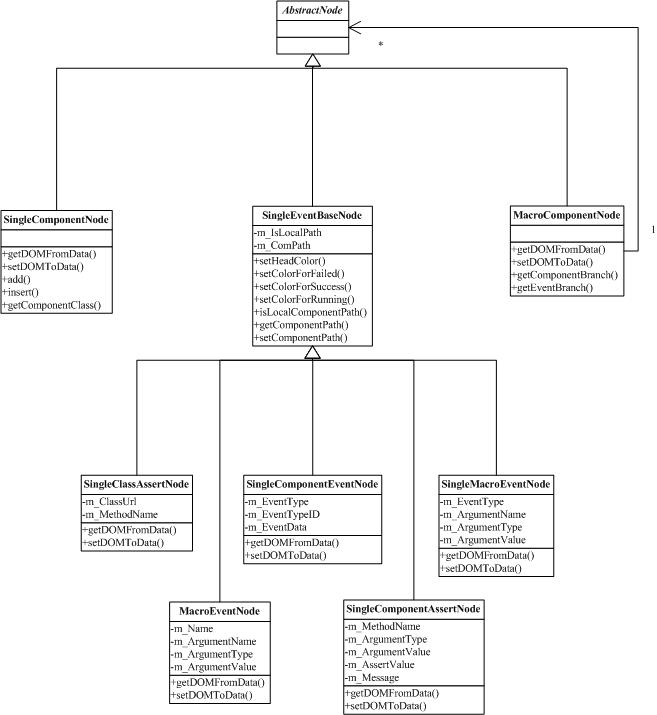 AbstractNode
*
1
SingleComponentNode
+getDOMFromData()
+setDOMToData()
+add()
+insert()
+getComponentClass()
SingleEventBaseNode
-m_IsLocalPath
-m_ComPath
+setHeadColor()
+setColorForFailed()
+setColorForSuccess()
+setColorForRunning()
+isLocalComponentPath()
+getComponentPath()
+setComponentPath()
MacroComponentNode
+getDOMFromData()
+setDOMToData()
+getComponentBranch()
+getEventBranch()
SingleClassAssertNode
-m_ClassUrl
-m_MethodName
+getDOMFromData()
+setDOMToData()
SingleComponentEventNode
-m_EventType
-m_EventTypeID
-m_EventData
+getDOMFromData()
+setDOMToData()
SingleMacroEventNode
-m_EventType
-m_ArgumentName
-m_ArgumentType
-m_ArgumentValue
+getDOMFromData()
+setDOMToData()
MacroEventNode
-m_Name
-m_ArgumentName
-m_ArgumentType
-m_ArgumentValue
+getDOMFromData()
+setDOMToData()
SingleComponentAssertNode
-m_MethodName
-m_ArgumentType
-m_ArgumentValue
-m_AssertValue
-m_Message
+getDOMFromData()
+setDOMToData()